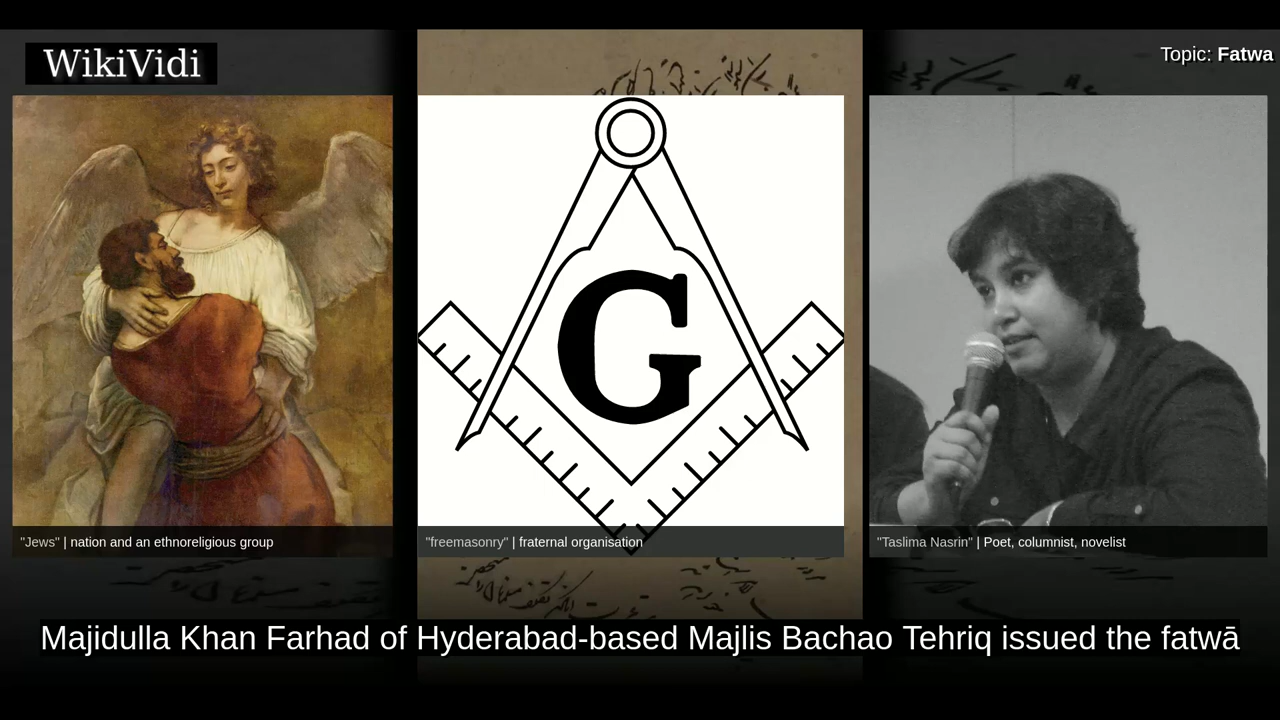 WikiVidi
Topic: Fatwa
G
"Jews" | nation and an ethnoreligious group
"freemasonry" | fraternal organisation
"Taslima Nasrin" | Poet, columnist, novelist
Majidulla Khan Farhad of Hyderabad-based Majlis Bachao Tehriq issued the fatwā